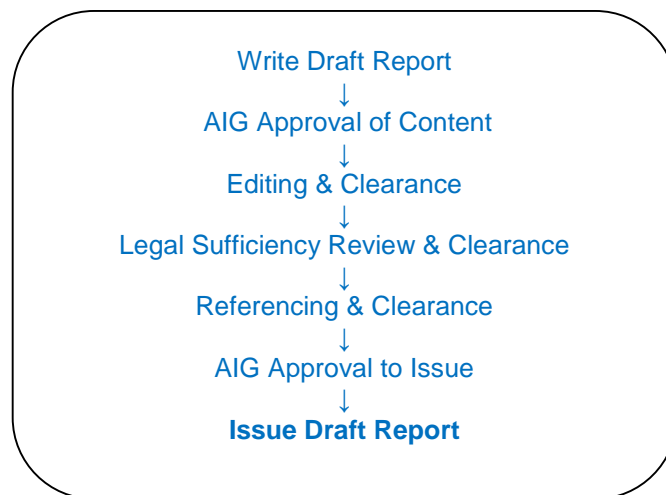 Write Draft Report
↓
AIG Approval of Content
↓
Editing & Clearance
↓
Legal Sufficiency Review & Clearance
↓
Referencing & Clearance
↓
AIG Approval to Issue
↓
Issue Draft Report